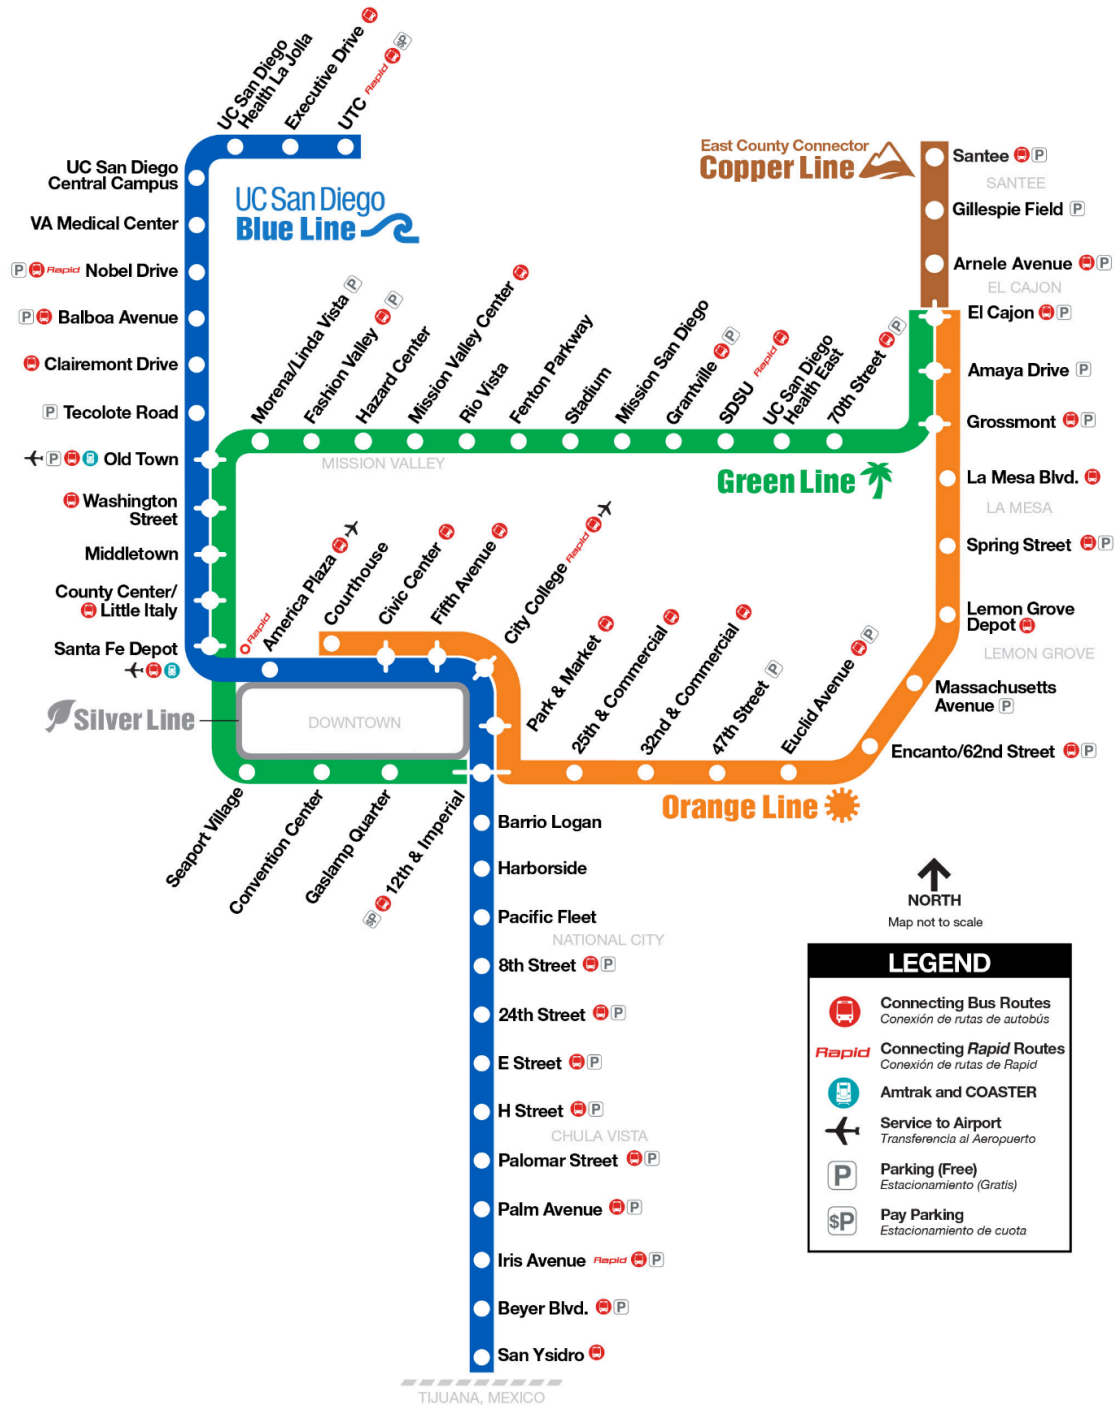 UC San Diego
Health La Jolla
Executive Drive
UTC Rapid $P
UC San Diego
Central Campus
VA Medical Center
P Rapid Nobel Drive
P Balboa Avenue
Clairemont Drive
P Tecolote Road
P Old Town
Washington
Street
Middletown
County Center/
Little Italy
Santa Fe Depot
UC San Diego
Blue Line
East County Connector
Copper Line
Santee P
SANTEE
Gillespie Field P
Arnele Avenue P
EL CAJON
El Cajon P
Amaya Drive P
Grossmont P
La Mesa Blvd.
LA MESA
Spring Street P
Lemon Grove
Depot
LEMON GROVE
Massachusetts
Avenue P
Encanto/62nd Street P
Morena/Linda Vista P
Fashion Valley P
Hazard Center
Mission Valley Center
Rio Vista
Fenton Parkway
Stadium
Mission San Diego
Grantville P
SDSU Rapid
UC San Diego
Health East
70th Street P
MISSION VALLEY
Green Line
Rapid
America Plaza
Courthouse
Civic Center
Fifth Avenue
City College Rapid
Park & Market
25th & Commercial
32nd & Commercial
47th Street P
Euclid Avenue P
Silver Line
DOWNTOWN
Orange Line
Seaport Village
Convention Center
Gaslamp Quarter
$P 12th & Imperial
Barrio Logan
Harborside
Pacific Fleet
NATIONAL CITY
8th Street P
24th Street P
E Street P
H Street P
CHULA VISTA
Palomar Street P
Palm Avenue P
Iris Avenue Rapid P
Beyer Blvd. P
San Ysidro
TIJUANA, MEXICO
NORTH
Map not to scale
LEGEND
Connecting Bus Routes
Conexión de rutas de autobús
Rapid Connecting Rapid Routes
Conexión de rutas de Rapid
Amtrak and COASTER
Service to Airport
Transferencia al Aeropuerto
P Parking (Free)
Estacionamiento (Gratis)
$P Pay Parking
Estacionamiento de cuota